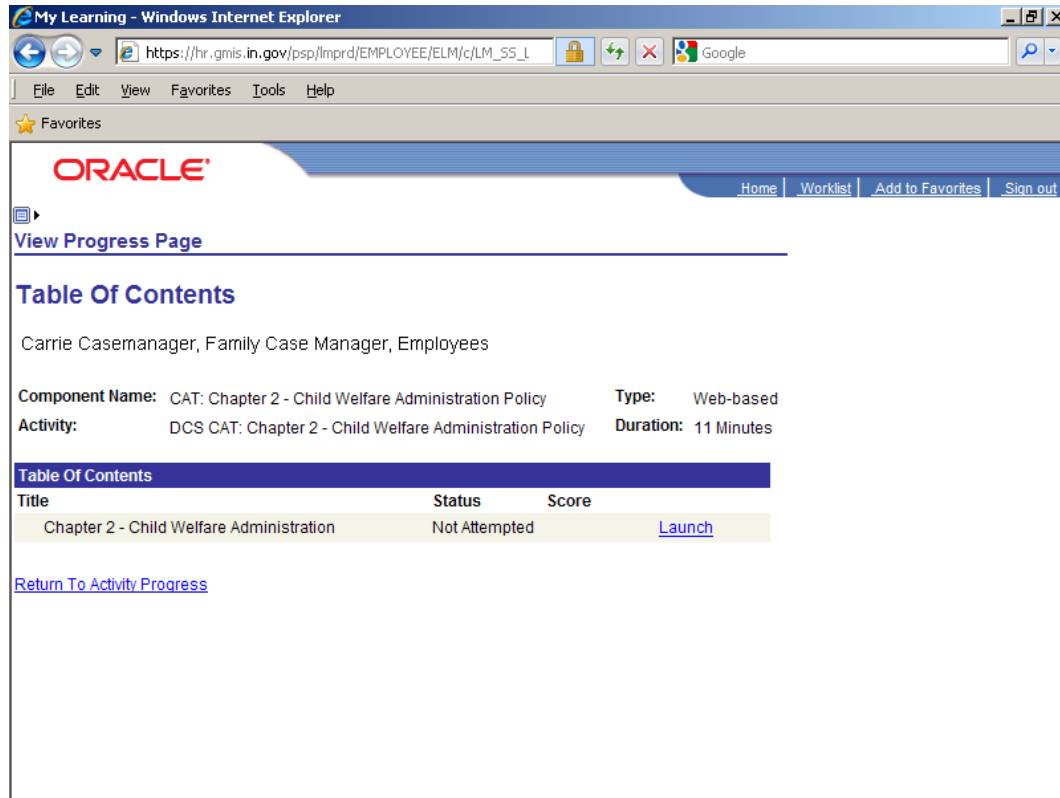 My Learning - Windows Internet Explorer
https://hr.gmis.in.gov/psp/lmprd/EMPLOYEE/ELM/c/LM_SS_L
Google
File Edit View Favorites Tools Help
Favorites
ORACLE
Home Worklist Add to Favorites Sign out
View Progress Page
Table Of Contents
Carrie Casemanager, Family Case Manager, Employees
Component Name: CAT: Chapter 2 - Child Welfare Administration Policy Type: Web-based
Activity: DCS CAT: Chapter 2 - Child Welfare Administration Policy Duration: 11 Minutes
Table Of Contents
Title Status Score
Chapter 2 - Child Welfare Administration Not Attempted Launch
Return To Activity Progress